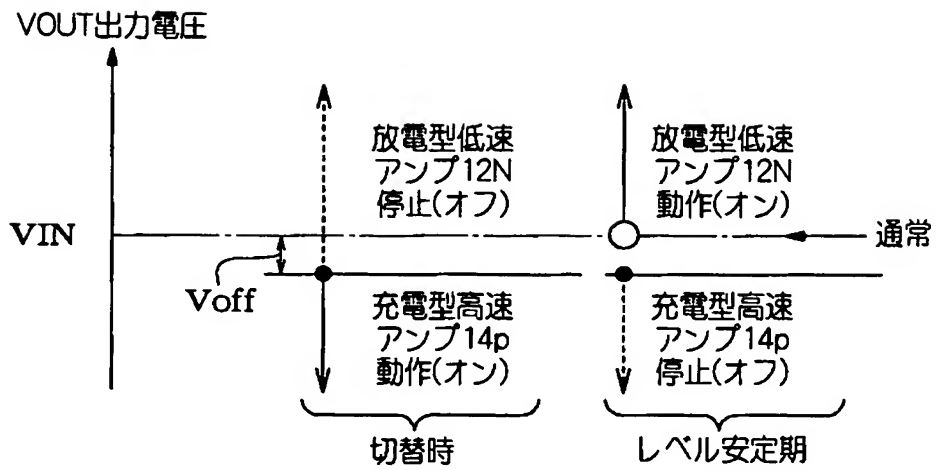 VOUT出力電圧
放電型低速
アンプ12N
停止(オフ)
放電型低速
アンプ12N
動作(オン)
VIN
通常
Voff
充電型高速
アンプ14p
動作(オン)
充電型高速
アンプ14p
停止(オフ)
切替時
レベル安定期